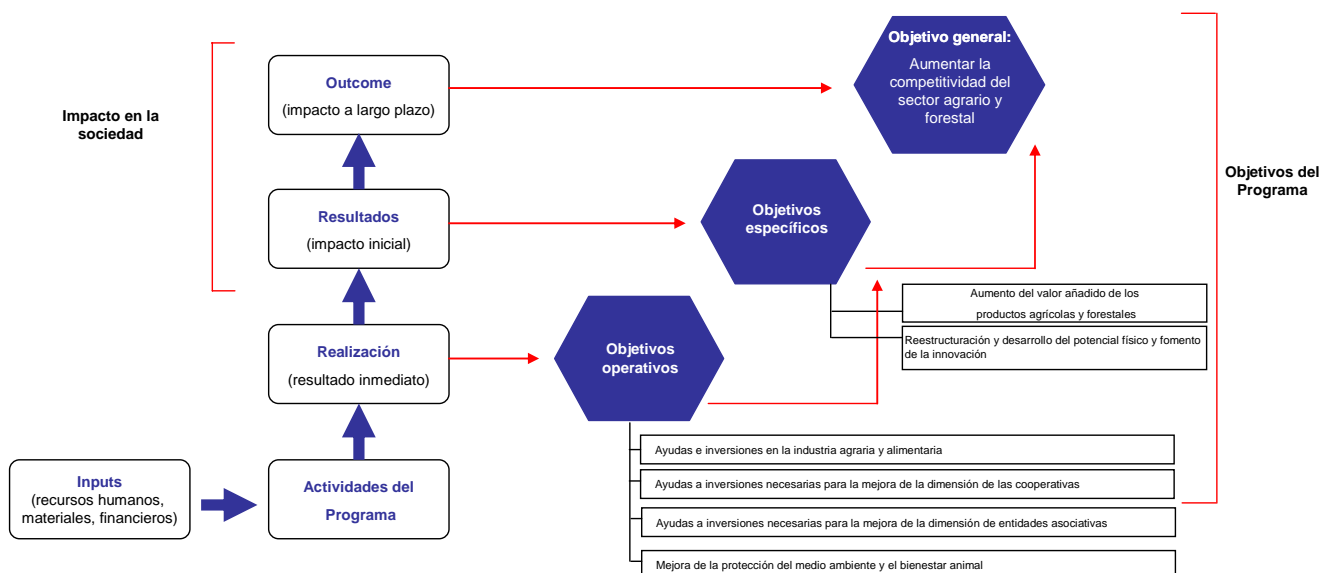 Objetivo general:
Aumentar la
competitividad del
sector agrario y
forestal
Outcome
(impacto a largo plazo)
Impacto en la
sociedad
Objetivos del
Programa
Resultados
(impacto inicial)
Objetivos
específicos
Aumento del valor añadido de los
productos agrícolas y forestales
Reestructuración y desarrollo del potencial físico y fomento
de la innovación
Realización
(resultado inmediato)
Objetivos
operativos
Ayudas e inversiones en la industria agraria y alimentaria
Ayudas a inversiones necesarias para la mejora de la dimensión de las cooperativas
Ayudas a inversiones necesarias para la mejora de la dimensión de entidades asociativas
Mejora de la protección del medio ambiente y el bienestar animal
Inputs
(recursos humanos,
materiales, financieros)
Actividades del
Programa